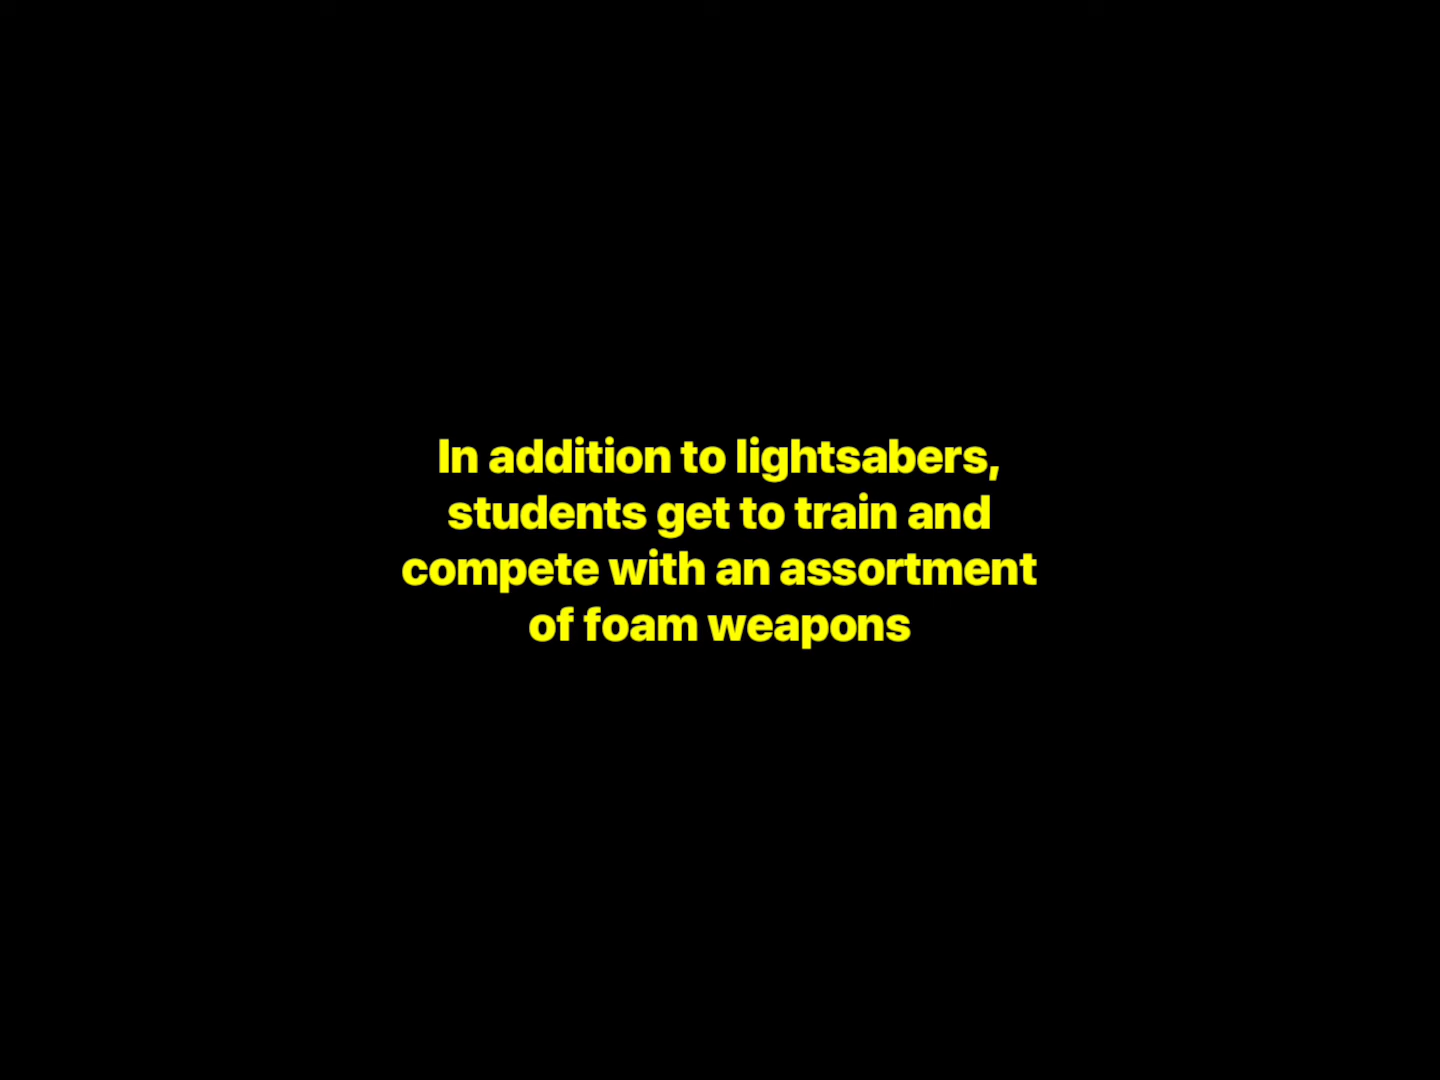 In addition to lightsabers,
students get to train and
compete with an assortment
of foam weapons